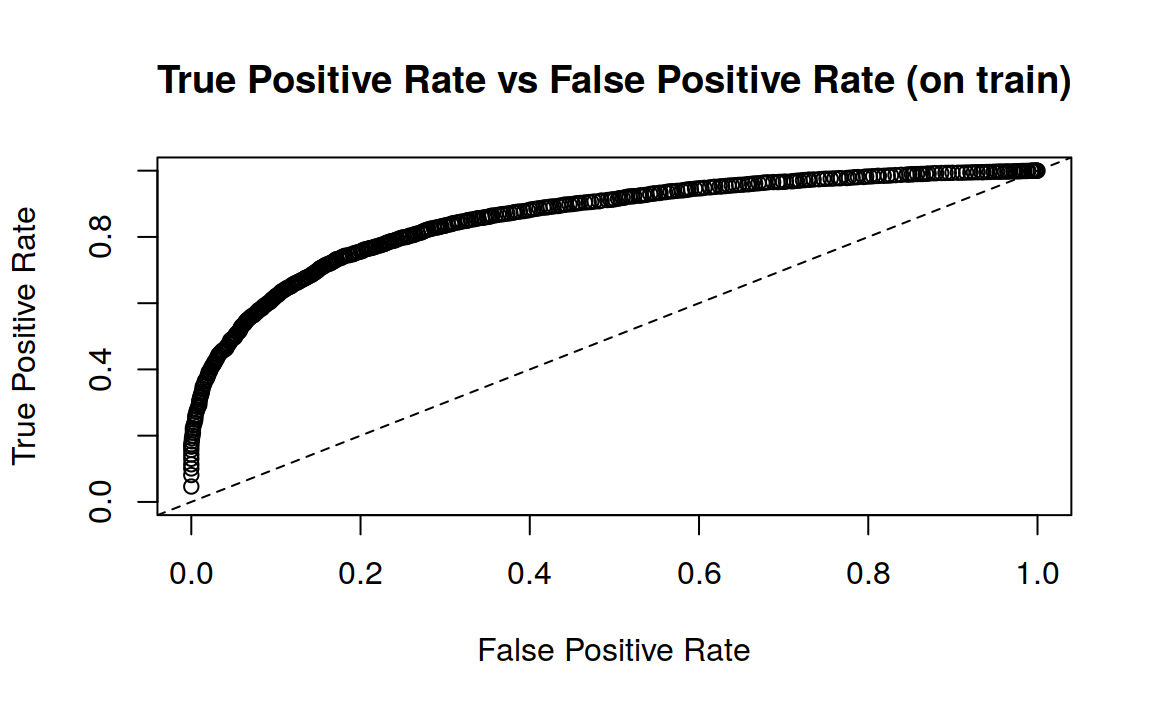 True Positive Rate vs False Positive Rate (on train)
True Positive Rate
0.8
0.4
0.0
0.0 0.2 0.4 0.6 0.8 1.0
False Positive Rate